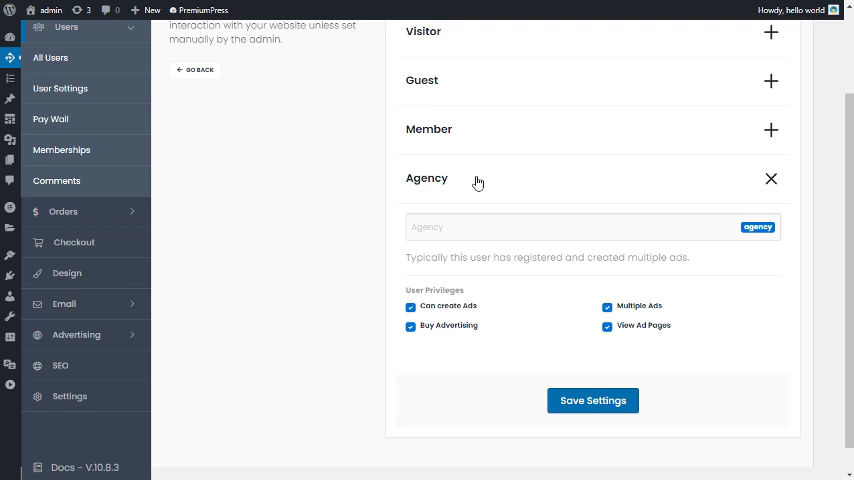 admin 3 0 New PremiumPress Howdy, hello world
Users
All Users
User Settings
Pay Wall
Memberships
Comments
$ Orders
Checkout
Design
Email
Advertising
SEO
Settings
Docs - V.10.8.3
interaction with your website unless set
manually by the admin.
GO BACK
Visitor
Guest
Member
Agency
Agency agency
Typically this user has registered and created multiple ads.
User Privileges
Can create Ads Multiple Ads
Buy Advertising View Ad Pages
Save Settings